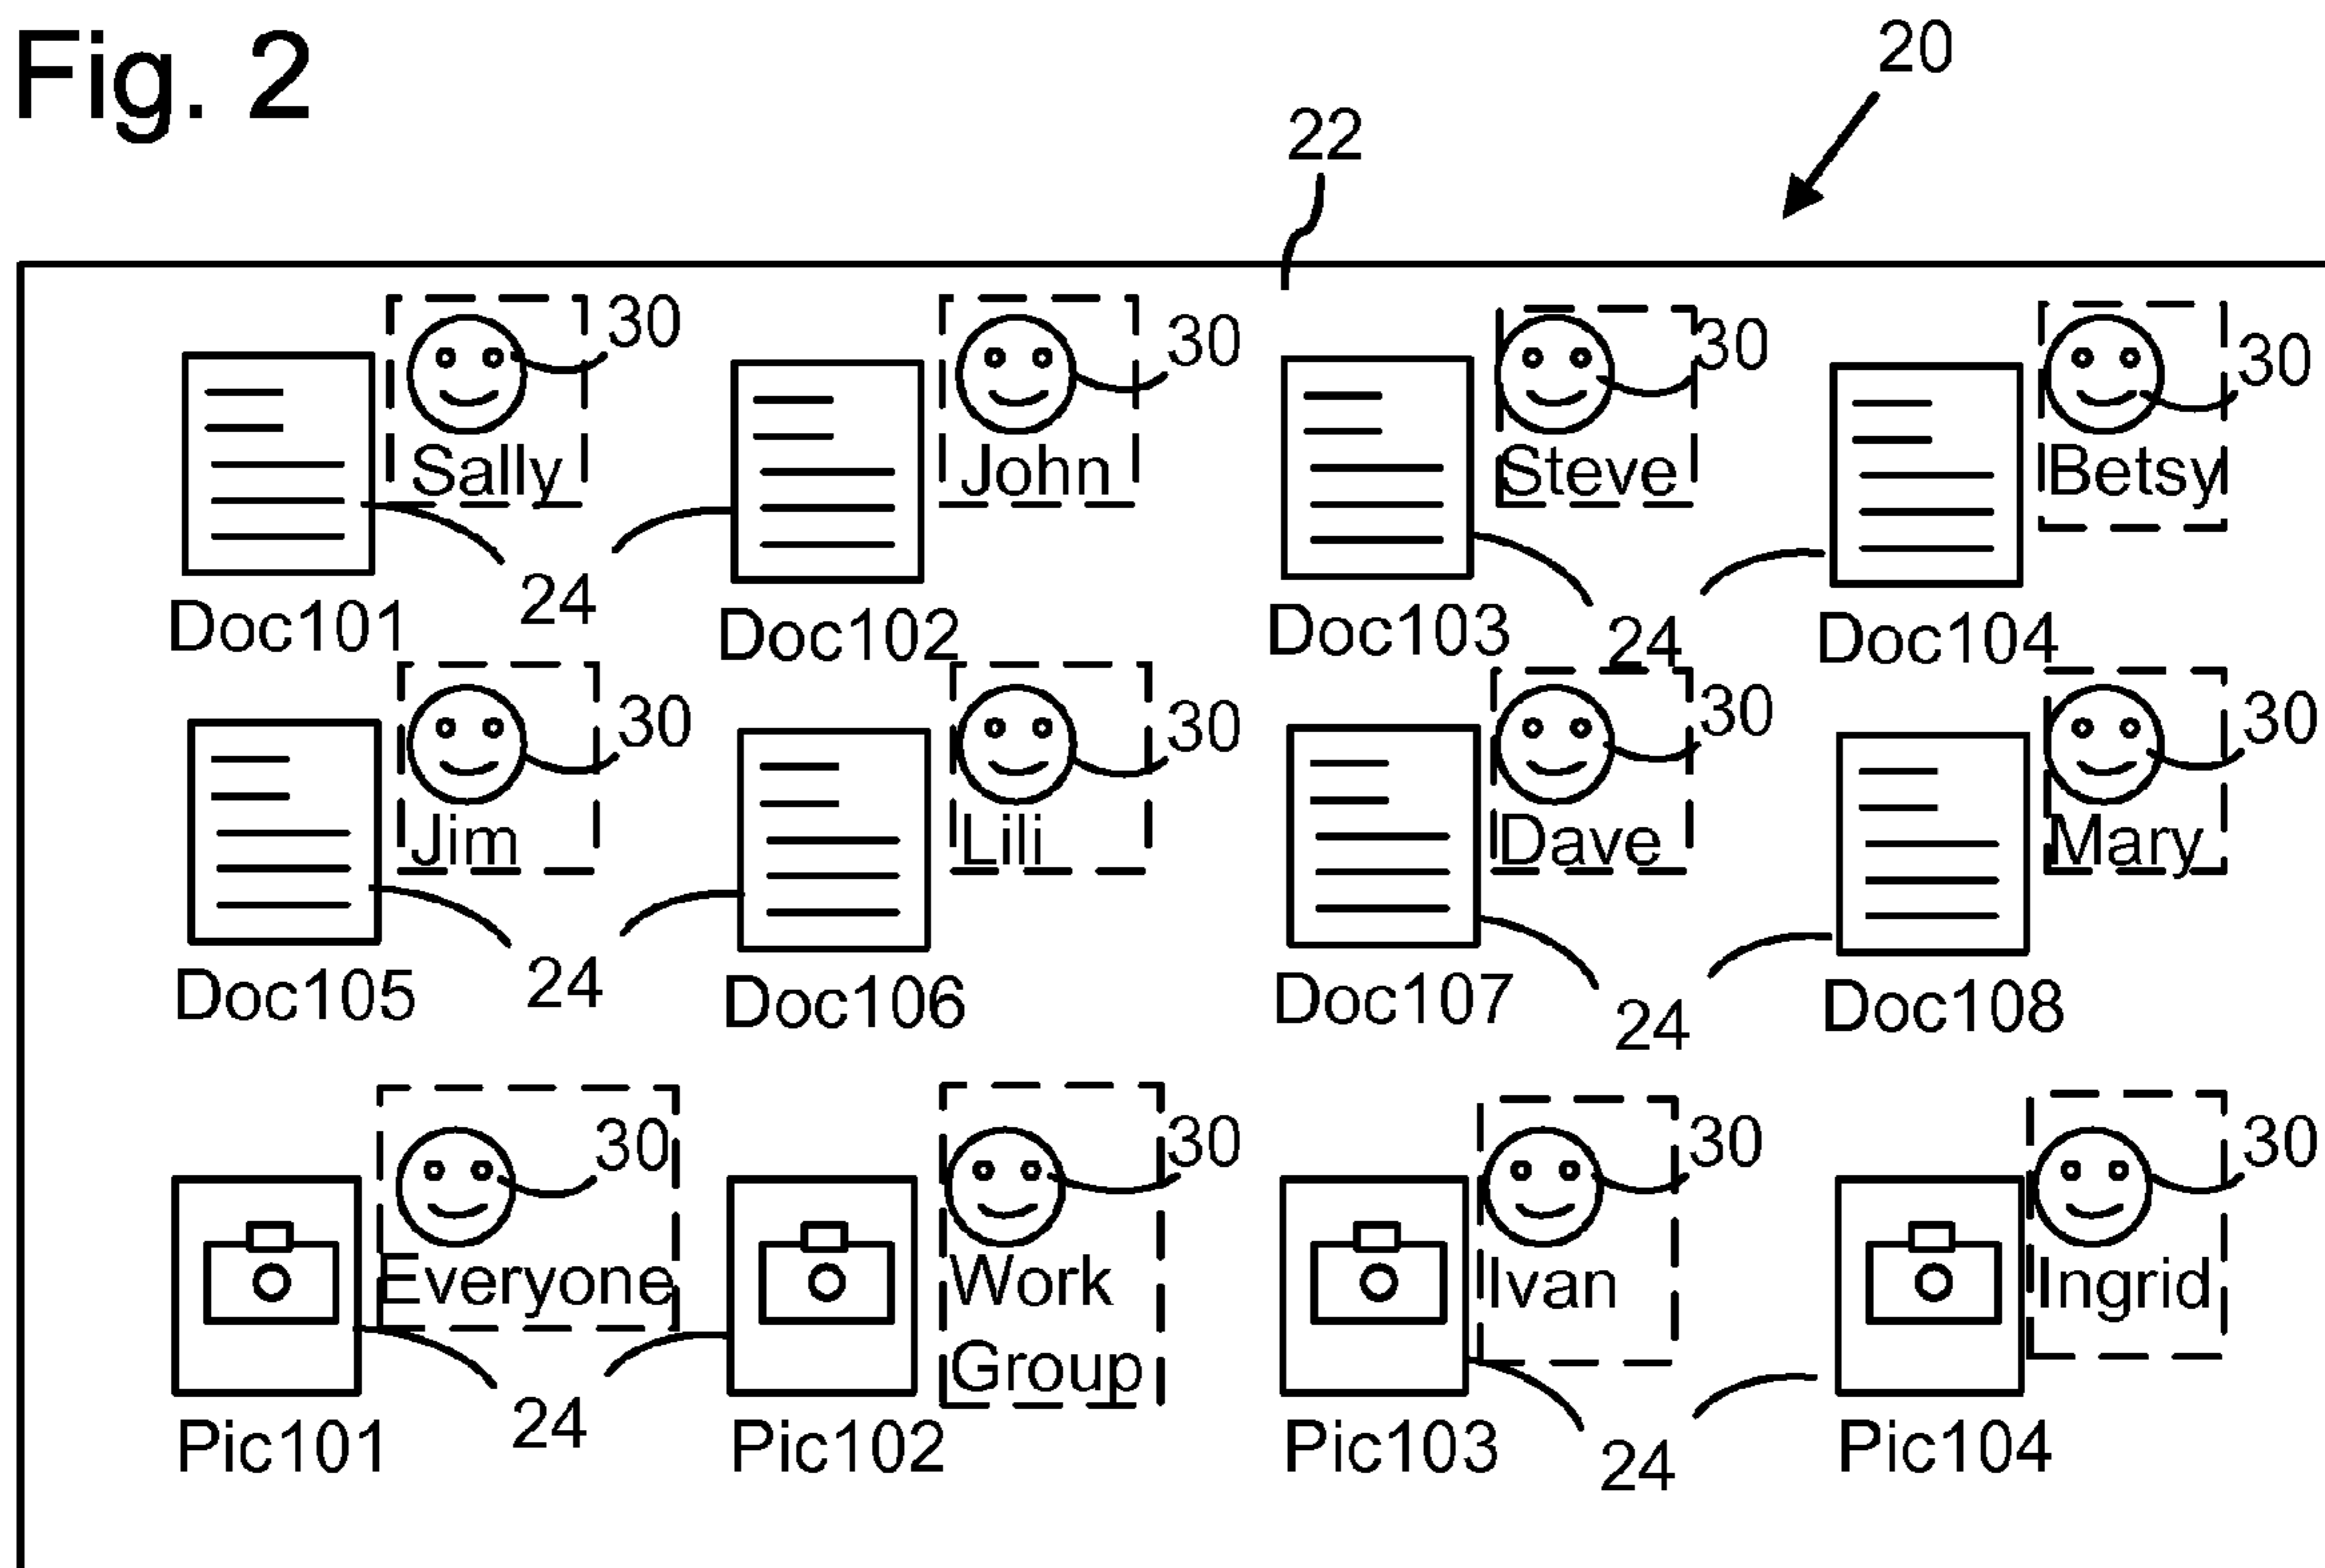 Fig. 2
20
22
30 30 30 30
Sally John Steve Betsy
24 24
Doc101 Doc102 Doc103 Doc104
30 30 30 30
Jim Lili Dave Mary
24 24
Doc105 Doc106 Doc107 Doc108
30 30 30 30
Everyone Work Group Ivan Ingrid
24 24
Pic101 Pic102 Pic103 Pic104